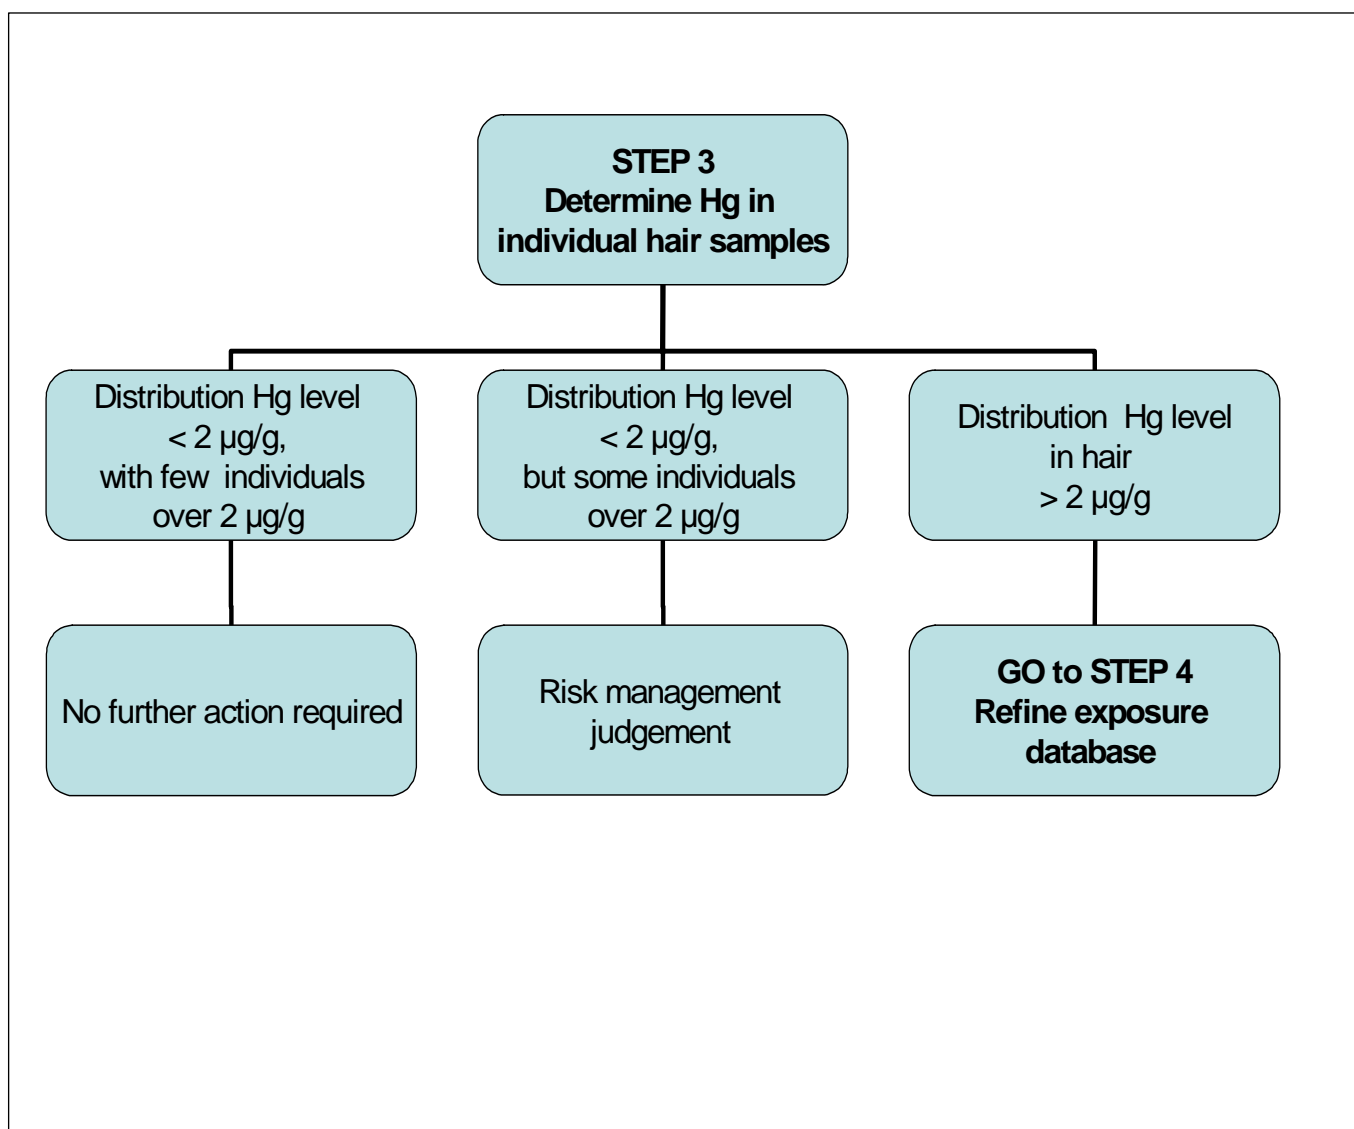 STEP 3
Determine Hg in
individual hair samples
Distribution Hg level
< 2 µg/g,
with few individuals
over 2 µg/g
Distribution Hg level
< 2 µg/g,
but some individuals
over 2 µg/g
Distribution Hg level
in hair
> 2 µg/g
No further action required
Risk management
judgement
GO to STEP 4
Refine exposure
database